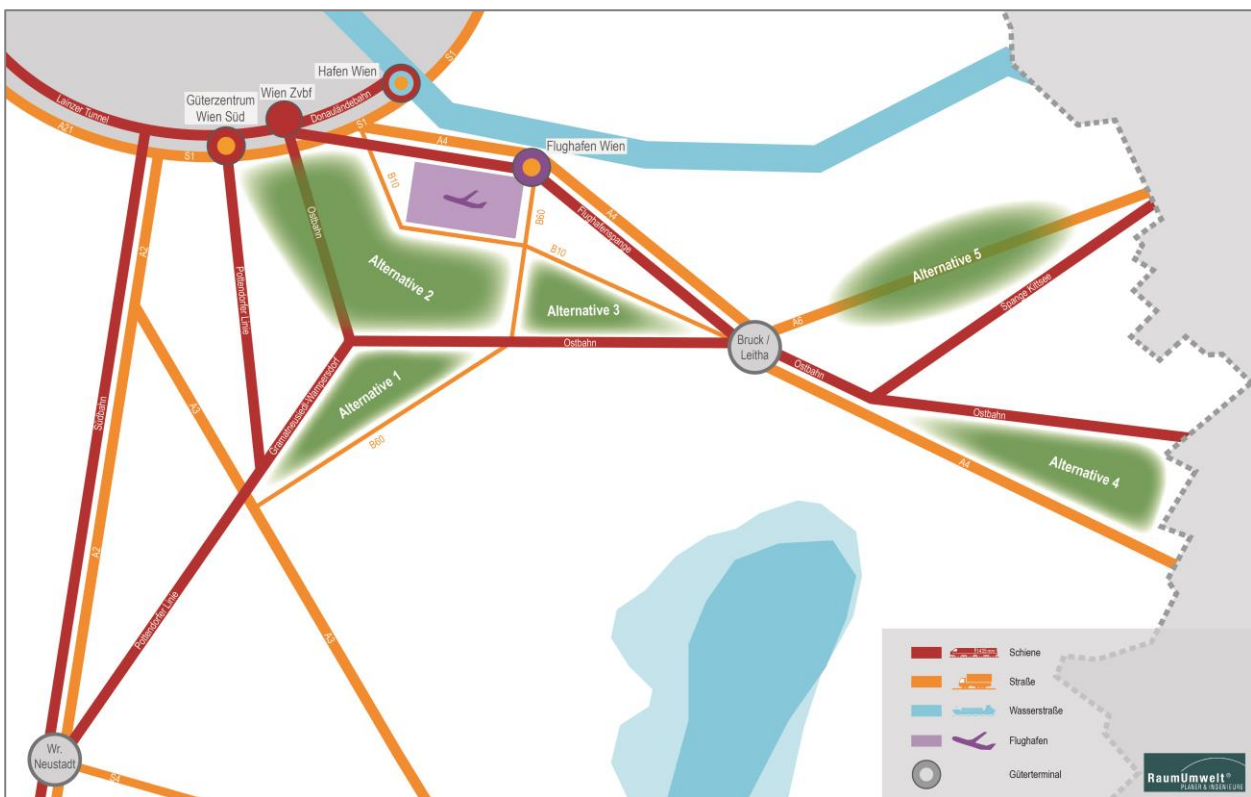 Hafen Wien
S1
Wien Zvbf
Güterzentrum
Wien Süd
Lainzer Tunnel
Donauländebahn
A21
S1
S1
A4
Flughafen Wien
B10
B60
A4
Flughafenspange
Ostbahn
B10
Alternative 2
Alternative 5
Alternative 3
Spange Kittsee
A2
Pottendorfer Linie
A6
Bruck /
Leitha
Ostbahn
Ostbahn
Alternative 1
Gramatneusiedl-Wampersdorf
Südbahn
A3
B60
Ostbahn
A4
Alternative 4
A2
Pottendorfer Linie
A3
Wr.
Neustadt
S4
Schiene
Straße
Wasserstraße
Flughafen
Güterterminal
RaumUmwelt®
PLANER & INGENIEURE